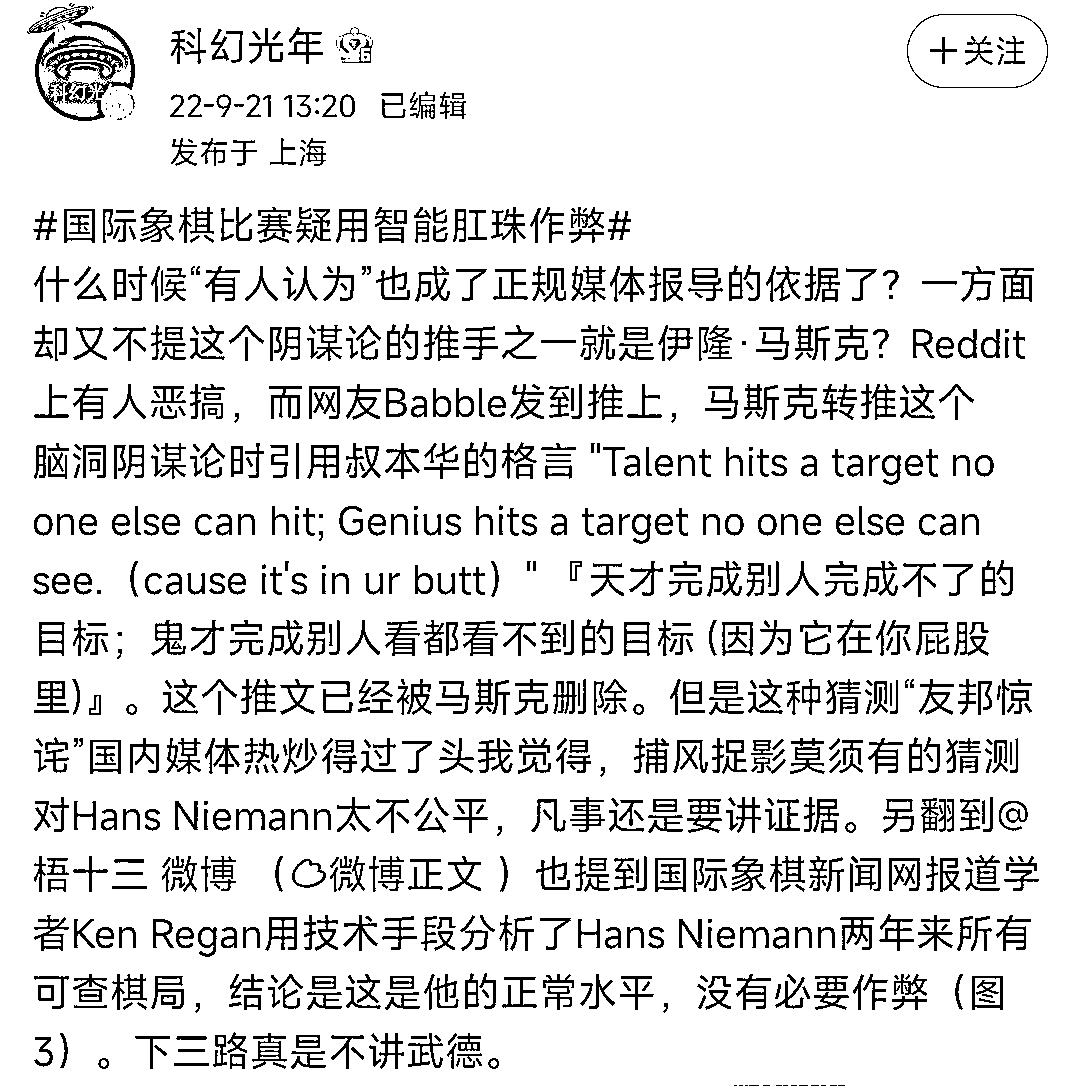 科幻光年
+关注
科幻光
22-9-21 13:20 已编辑
发布于 上海
#国际象棋比赛疑用智能肛珠作弊#
什么时候“有人认为”也成了正规媒体报导的依据了？一方面
却又不提这个阴谋论的推手之一就是伊隆·马斯克？Reddit
上有人恶搞，而网友Babble发到推上，马斯克转推这个
脑洞阴谋论时引用叔本华的格言 "Talent hits a target no
one else can hit; Genius hits a target no one else can
see.（cause it's in ur butt）" 『天才完成别人完成不了的
目标；鬼才完成别人看都看不到的目标 (因为它在你屁股
里)』。这个推文已经被马斯克删除。但是这种猜测“友邦惊
诧”国内媒体热炒得过了头我觉得，捕风捉影莫须有的猜测
对Hans Niemann太不公平，凡事还是要讲证据。另翻到@
梧十三 微博 （微博正文 ）也提到国际象棋新闻网报道学
者Ken Regan用技术手段分析了Hans Niemann两年来所有
可查棋局，结论是这是他的正常水平，没有必要作弊（图
3）。下三路真是不讲武德。